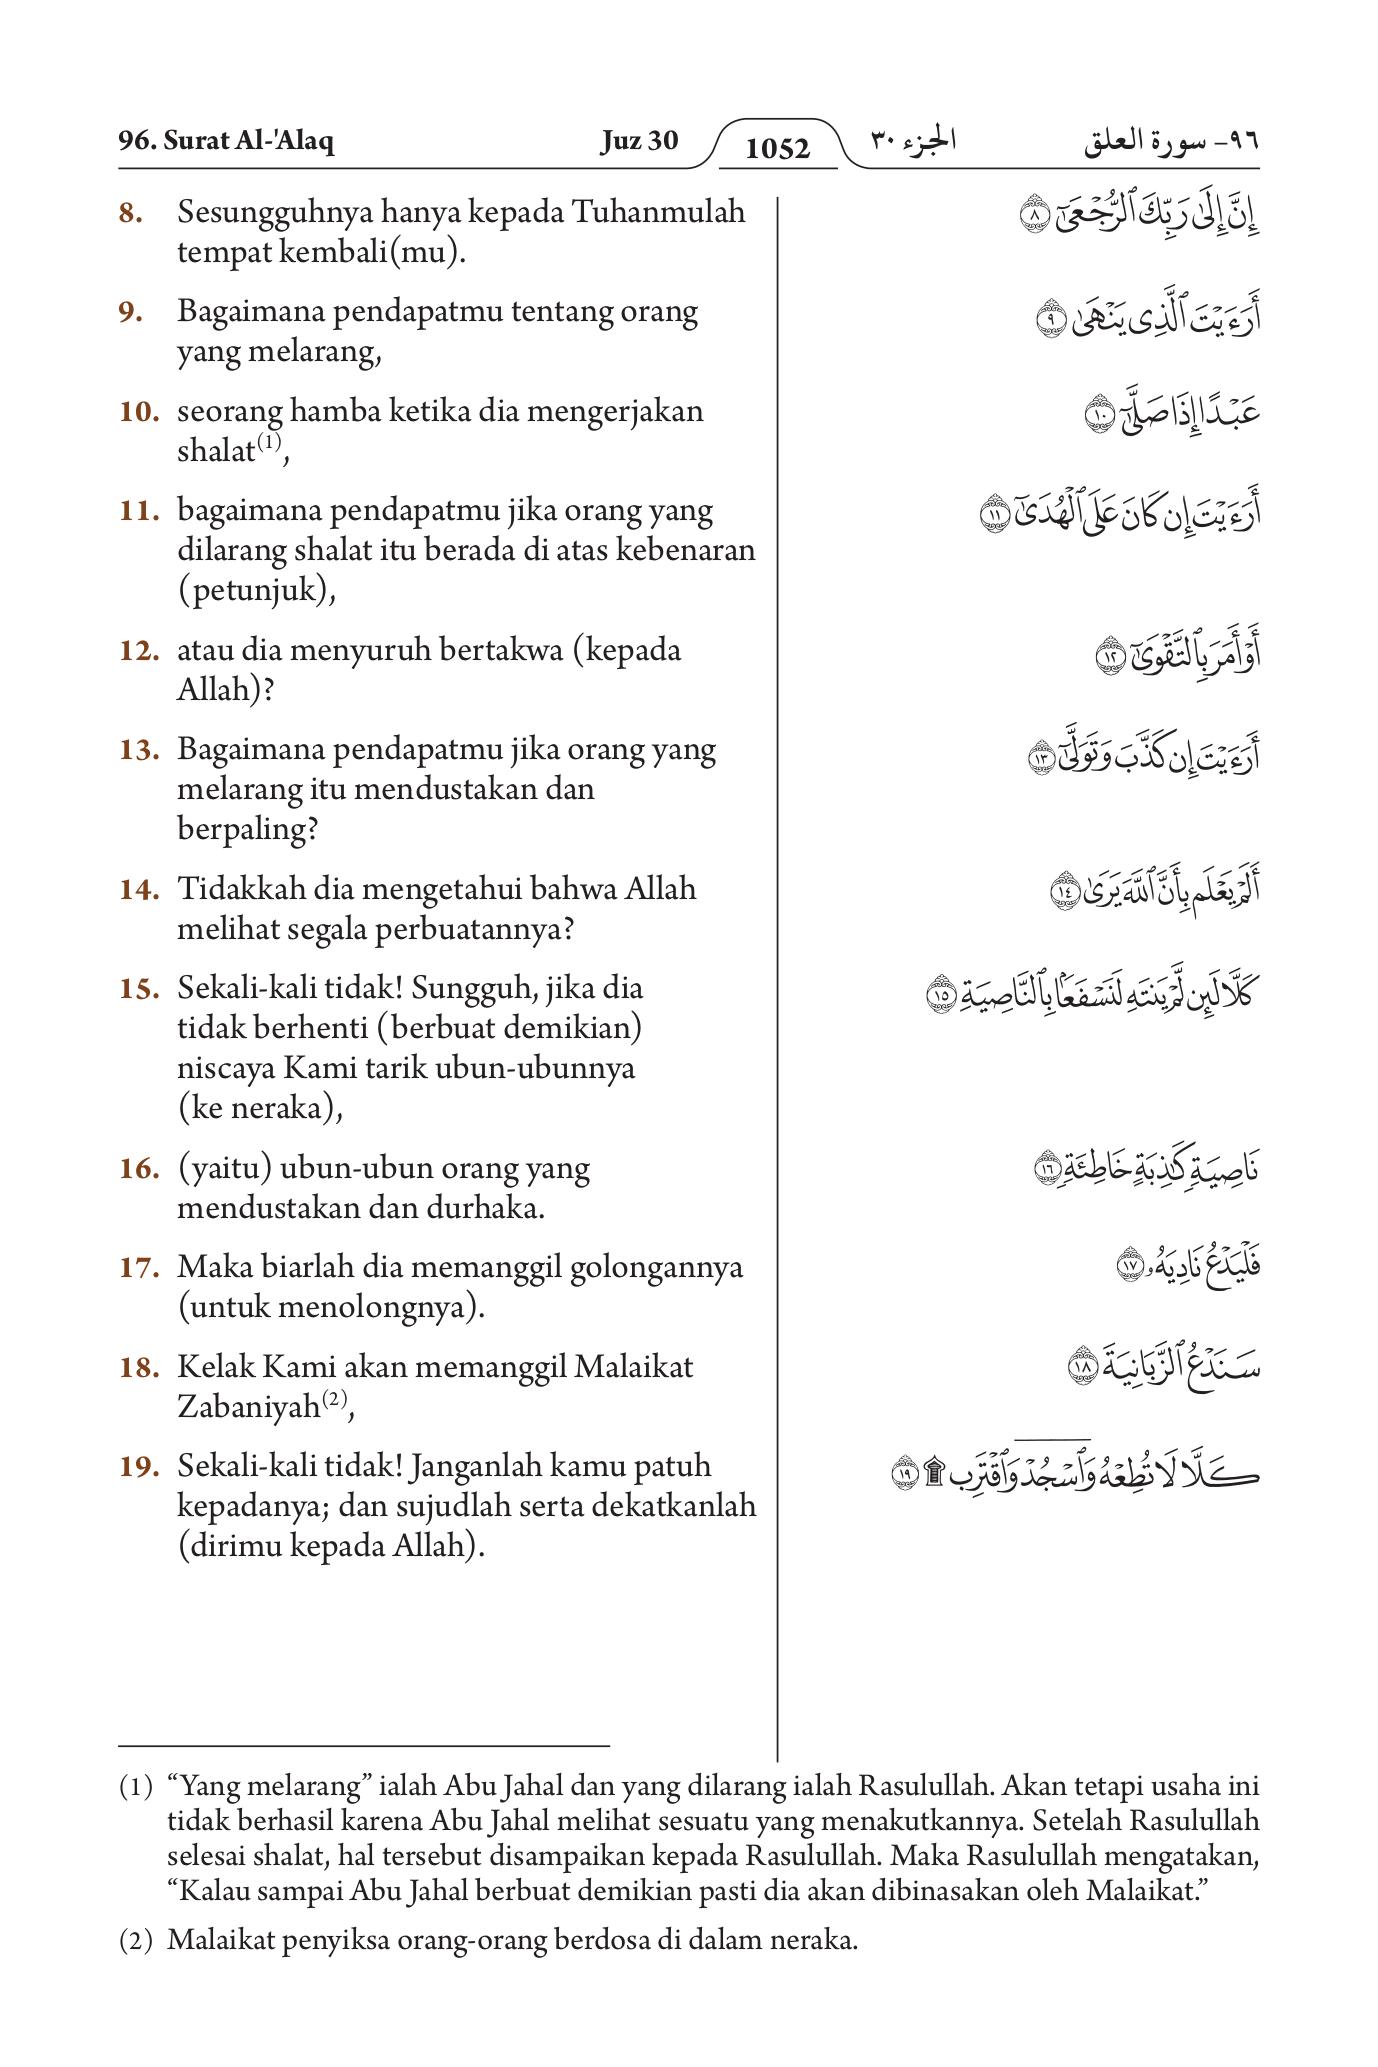 96. Surat Al-'Alaq Juz 30 1052 الجزء ٣٠ ٩٦- سورة العلق
8. Sesungguhnya hanya kepada Tuhanmulah
tempat kembali(mu).
إِنَّ إِلَىٰ رَبِّكَ ٱلرُّجْعَىٰٓ ٨
9. Bagaimana pendapatmu tentang orang
yang melarang,
أَرَءَيْتَ ٱلَّذِى يَنْهَىٰ ٩
10. seorang hamba ketika dia mengerjakan
shalat(1),
عَبْدًا إِذَا صَلَّىٰٓ ١٠
11. bagaimana pendapatmu jika orang yang
dilarang shalat itu berada di atas kebenaran
(petunjuk),
أَرَءَيْتَ إِن كَانَ عَلَى ٱلْهُدَىٰٓ ١١
12. atau dia menyuruh bertakwa (kepada
Allah)?
أَوْ أَمَرَ بِٱلتَّقْوَىٰٓ ١٢
13. Bagaimana pendapatmu jika orang yang
melarang itu mendustakan dan
berpaling?
أَرَءَيْتَ إِن كَذَّبَ وَتَوَلَّىٰٓ ١٣
14. Tidakkah dia mengetahui bahwa Allah
melihat segala perbuatannya?
أَلَمْ يَعْلَم بِأَنَّ ٱللَّهَ يَرَىٰ ١٤
15. Sekali-kali tidak! Sungguh, jika dia
tidak berhenti (berbuat demikian)
niscaya Kami tarik ubun-ubunnya
(ke neraka),
كَلَّا لَئِن لَّمْ يَنتَهِ لَنَسْفَعًۢا بِٱلنَّاصِيَةِ ١٥
16. (yaitu) ubun-ubun orang yang
mendustakan dan durhaka.
نَاصِيَةٍ كَٰذِبَةٍ خَاطِئَةٍ ١٦
17. Maka biarlah dia memanggil golongannya
(untuk menolongnya).
فَلْيَدْعُ نَادِيَهُۥ ١٧
18. Kelak Kami akan memanggil Malaikat
Zabaniyah(2),
سَنَدْعُ ٱلزَّبَانِيَةَ ١٨
19. Sekali-kali tidak! Janganlah kamu patuh
kepadanya; dan sujudlah serta dekatkanlah
(dirimu kepada Allah).
كَلَّا لَا تُطِعْهُ وَٱسْجُدْ وَٱقْتَرِب ۩ ١٩
(1) “Yang melarang” ialah Abu Jahal dan yang dilarang ialah Rasulullah. Akan tetapi usaha ini
tidak berhasil karena Abu Jahal melihat sesuatu yang menakutkannya. Setelah Rasulullah
selesai shalat, hal tersebut disampaikan kepada Rasulullah. Maka Rasulullah mengatakan,
“Kalau sampai Abu Jahal berbuat demikian pasti dia akan dibinasakan oleh Malaikat.”
(2) Malaikat penyiksa orang-orang berdosa di dalam neraka.